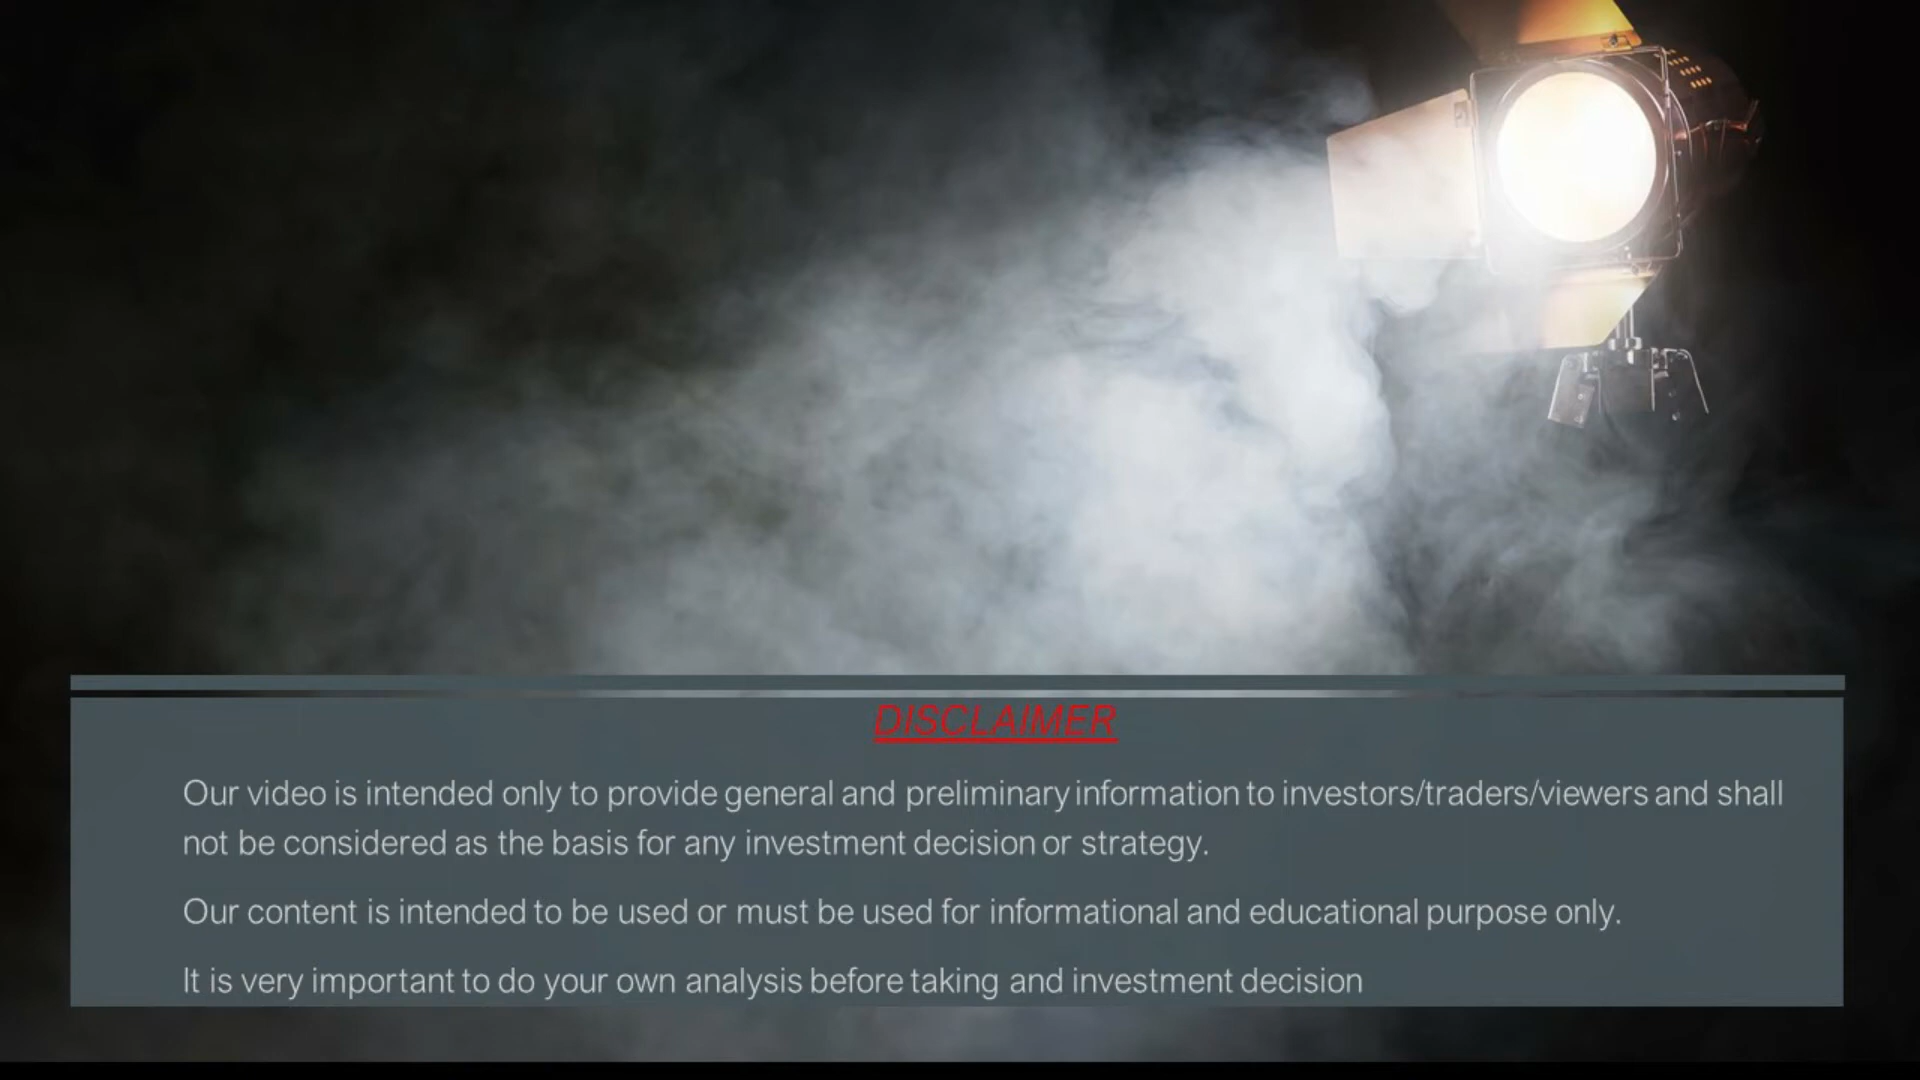 DISCLAIMER
Our video is intended only to provide general and preliminary information to investors/traders/viewers and shall
not be considered as the basis for any investment decision or strategy.
Our content is intended to be used or must be used for informational and educational purpose only.
It is very important to do your own analysis before taking and investment decision